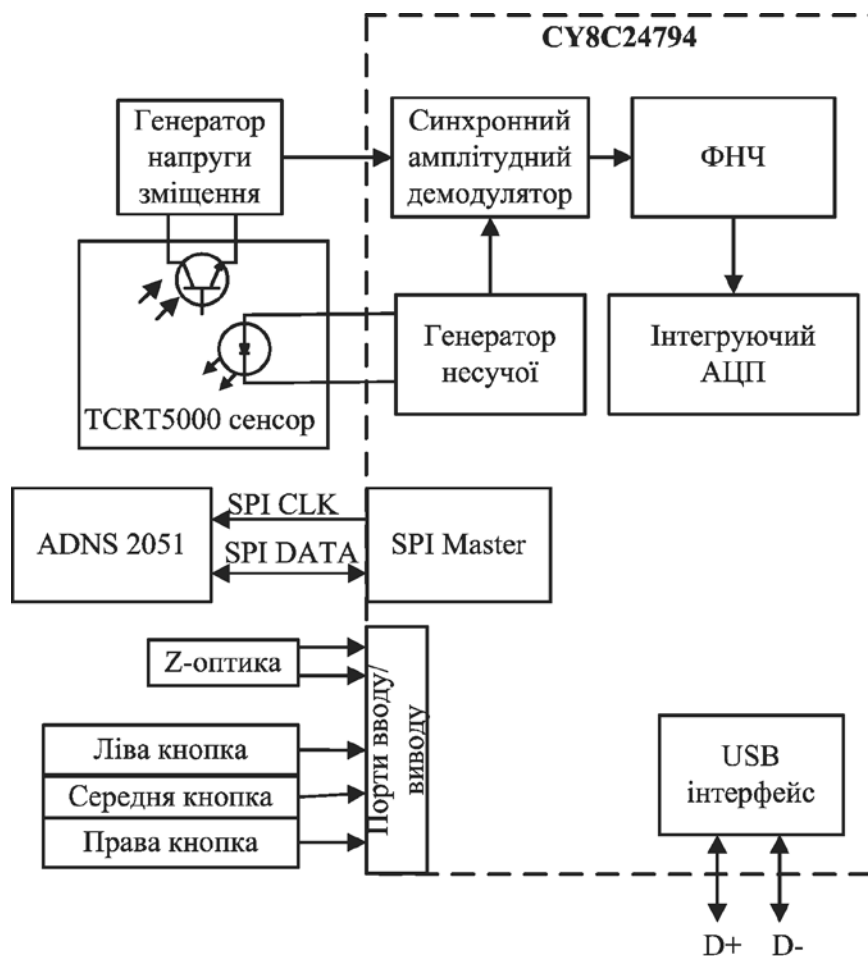 CY8C24794
Генератор
напруги
зміщення
Синхронний
амплітудний
демодулятор
ФНЧ
Генератор
несучої
Інтегруючий
АЦП
TCRT5000 сенсор
ADNS 2051
SPI CLK
SPI DATA
SPI Master
Z-оптика
Ліва кнопка
Середня кнопка
Права кнопка
Порти вводу/
виводу
USB
інтерфейс
D+ D-